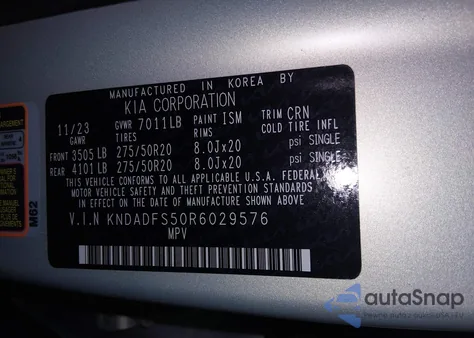 MANUFACTURED IN KOREA BY
KIA CORPORATION
11/23 GVWR 7011LB PAINT ISM TRIM CRN
GAWR TIRES RIMS COLD TIRE INFL
FRONT 3505 LB 275/50R20 8.0Jx20 psi SINGLE
REAR 4101 LB 275/50R20 8.0Jx20 psi SINGLE
THIS VEHICLE CONFORMS TO ALL APPLICABLE U.S.A. FEDERAL
MOTOR VEHICLE SAFETY AND THEFT PREVENTION STANDARDS
IN EFFECT ON THE DATE OF MANUFACTURE SHOWN ABOVE.
V.I.N KNDADFS50R6029576
MPV
M62
autaSnap